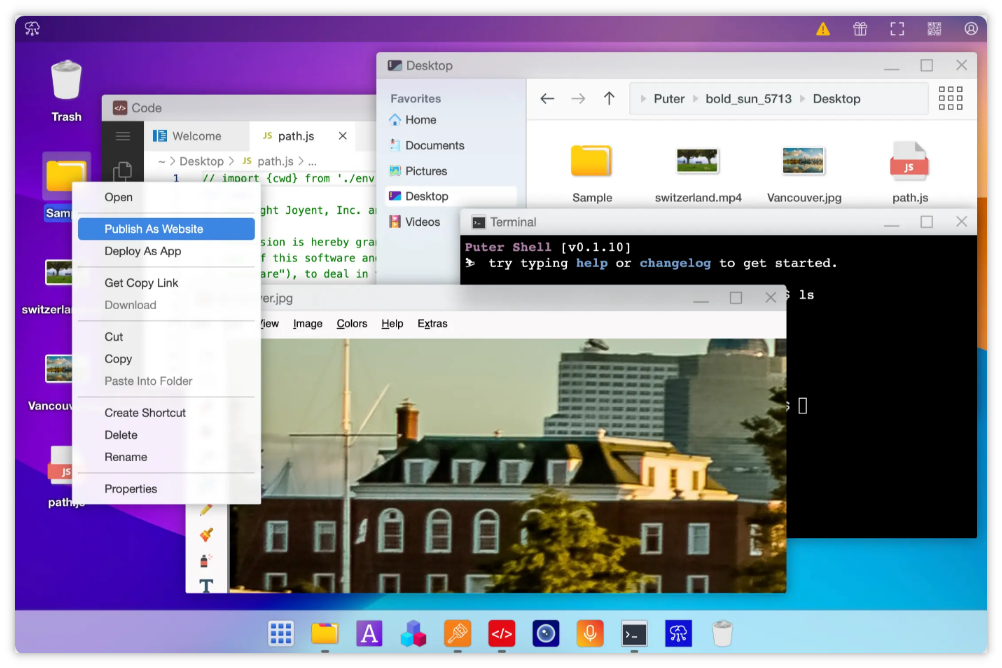 Trash
Sam
switzerla
Vancouv
path.js
Code
Welcome
JS path.js
~ > Desktop > JS path.js > ...
1 // import {cwd} from './env
ght Joyent, Inc. a
sion is hereby gra
f this software and
are"), to deal in
Desktop
Favorites
Home
Documents
Pictures
Desktop
Videos
Puter bold_sun_5713 Desktop
Sample
switzerland.mp4
Vancouver.jpg
JS
path.js
Terminal
Puter Shell [v0.1.10]
try typing help or changelog to get started.
$ ls
$
Open
Publish As Website
Deploy As App
Get Copy Link
Download
Cut
Copy
Paste Into Folder
Create Shortcut
Delete
Rename
Properties
ver.jpg
View Image Colors Help Extras
T
JS
A
</>